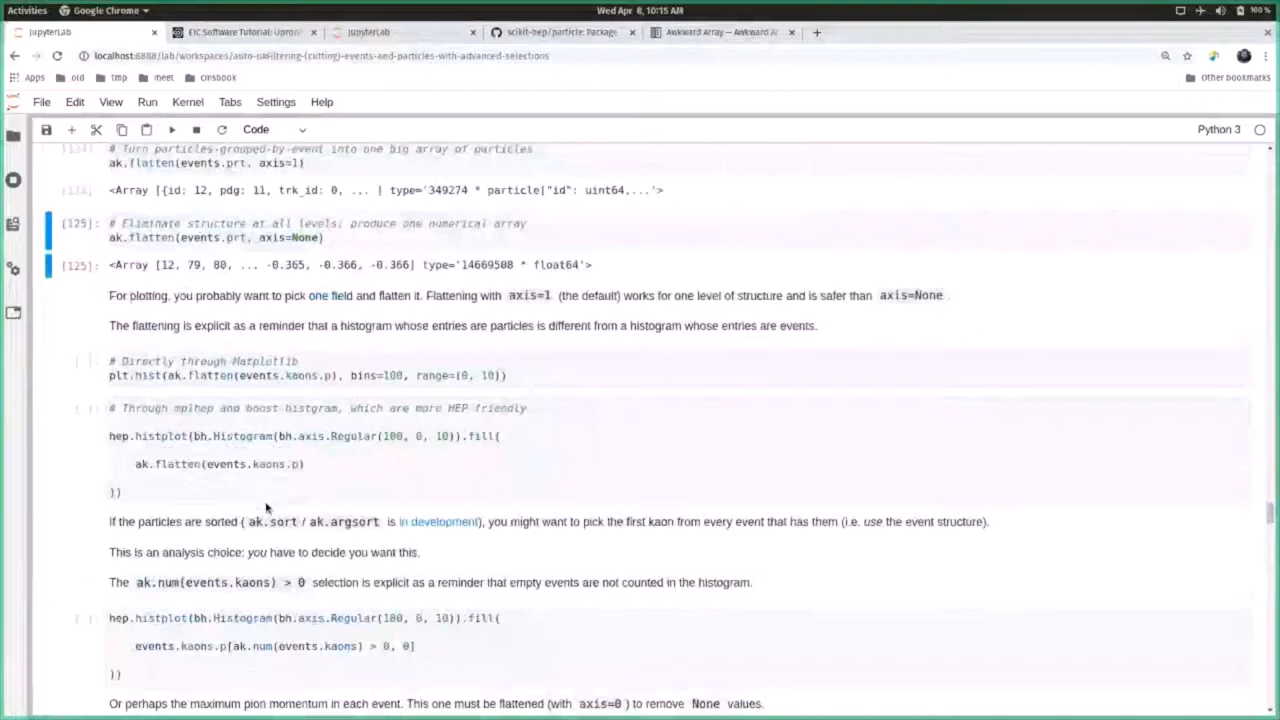 Activities
Google Chrome
Wed Apr 8, 10:15 AM
100 %
JupyterLab
EIC Software Tutorial: Uproo
JupyterLab
scikit-hep/particle: Package
Awkward Array — Awkward Ar
localhost:8888/lab/workspaces/auto-u#Filtering-(cutting)-events-and-particles-with-advanced-selections
Apps
old
tmp
meet
cmsbook
Other bookmarks
File Edit View Run Kernel Tabs Settings Help
Code
Python 3
# Turn particles-grouped-by-event into one big array of particles
ak.flatten(events.prt, axis=1)
<Array [{id: 12, pdg: 11, trk_id: 0, ... | type='349274 * particle["id": uint64,...'>
[125]: # Eliminate structure at all levels; produce one numerical array
ak.flatten(events.prt, axis=None)
[125]: <Array [12, 79, 80, ... -0.365, -0.366, -0.366] type='14669508 * float64'>
For plotting, you probably want to pick one field and flatten it. Flattening with axis=1 (the default) works for one level of structure and is safer than axis=None .
The flattening is explicit as a reminder that a histogram whose entries are particles is different from a histogram whose entries are events.
[ ]: # Directly through Matplotlib
plt.hist(ak.flatten(events.kaons.p), bins=100, range=(0, 10))
[ ]: # Through mplhep and boost histgram, which are more HEP friendly
hep.histplot(bh.Histogram(bh.axis.Regular(100, 0, 10)).fill(
ak.flatten(events.kaons.p)
))
If the particles are sorted ( ak.sort / ak.argsort is in development), you might want to pick the first kaon from every event that has them (i.e. use the event structure).
This is an analysis choice: you have to decide you want this.
The ak.num(events.kaons) > 0 selection is explicit as a reminder that empty events are not counted in the histogram.
[ ]: hep.histplot(bh.Histogram(bh.axis.Regular(100, 0, 10)).fill(
events.kaons.p[ak.num(events.kaons) > 0, 0]
))
Or perhaps the maximum pion momentum in each event. This one must be flattened (with axis=0 ) to remove None values.